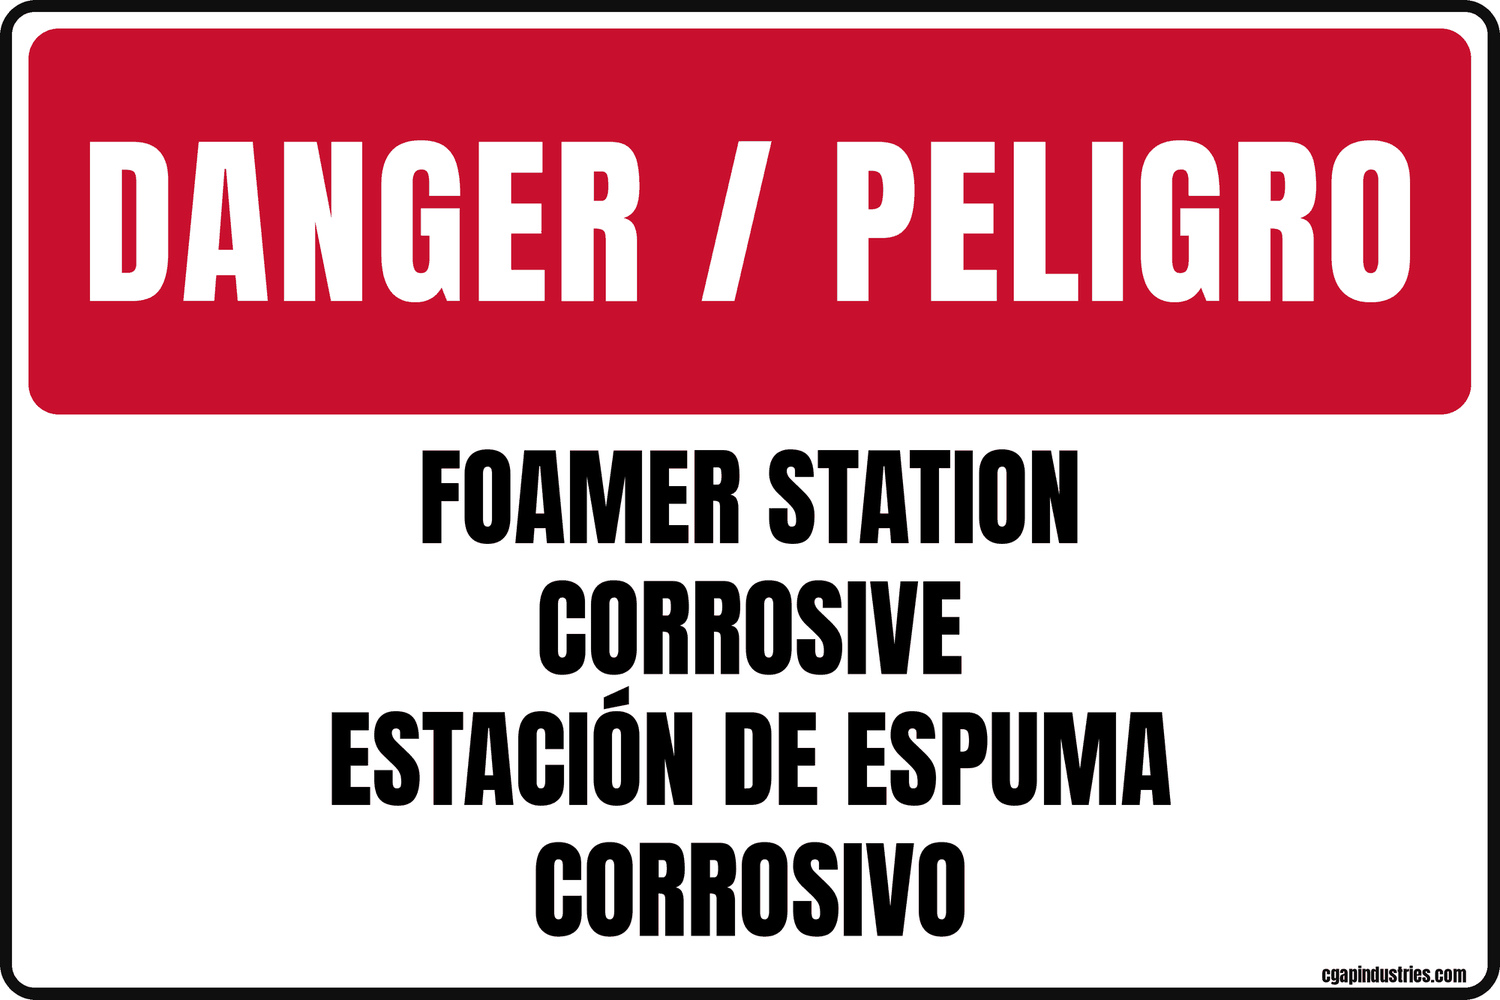 DANGER / PELIGRO
FOAMER STATION
CORROSIVE
ESTACIÓN DE ESPUMA
CORROSIVO
cgapindustries.com